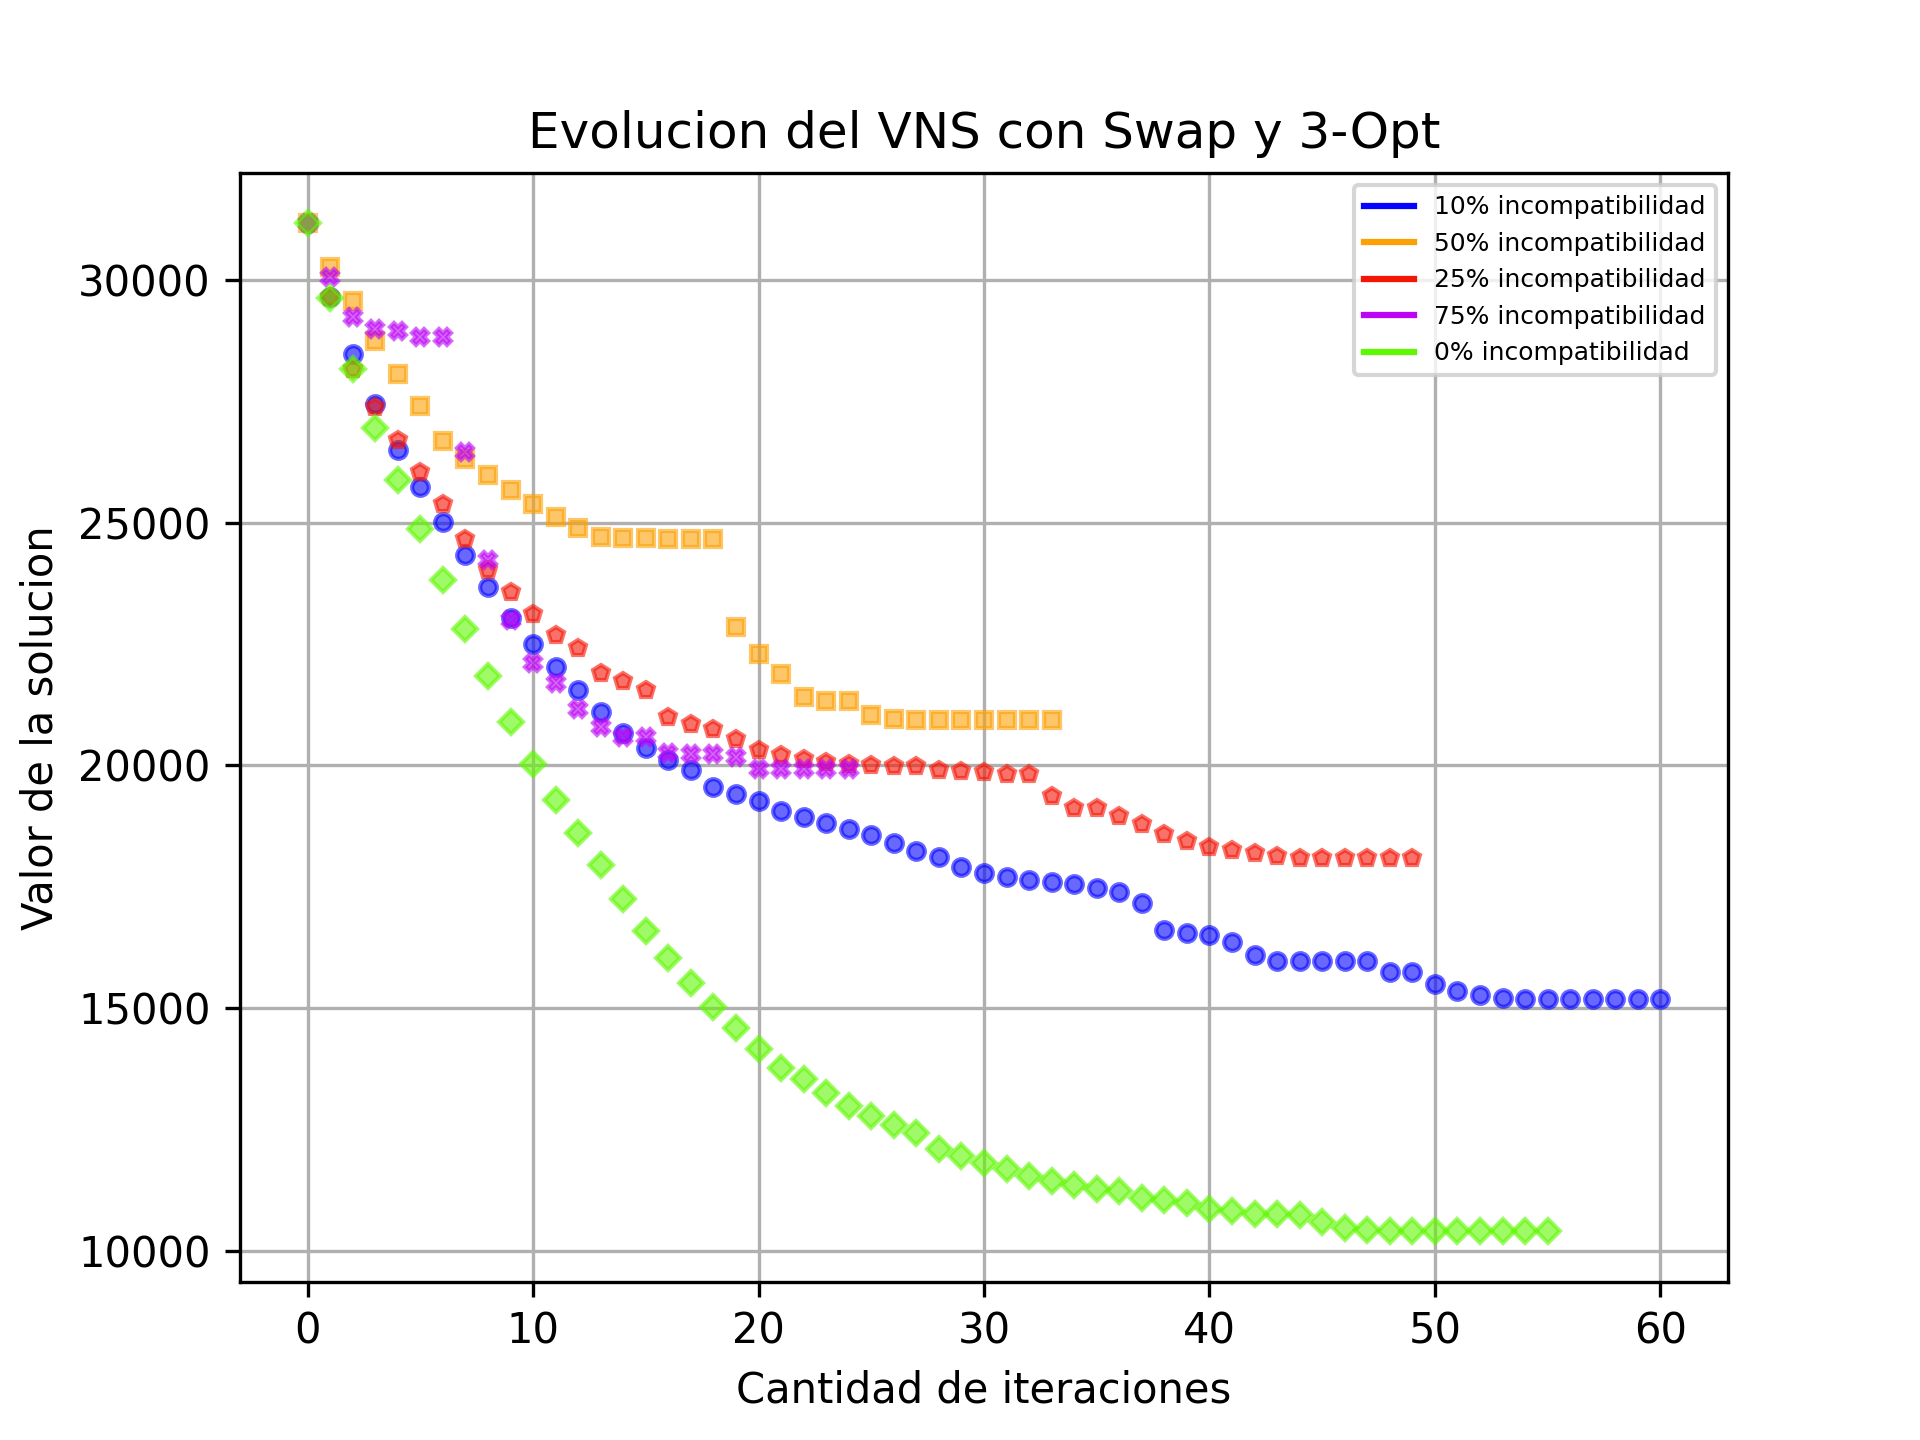 Evolucion del VNS con Swap y 3-Opt
10% incompatibilidad
50% incompatibilidad
25% incompatibilidad
75% incompatibilidad
0% incompatibilidad
Valor de la solucion
30000
25000
20000
15000
10000
0 10 20 30 40 50 60
Cantidad de iteraciones